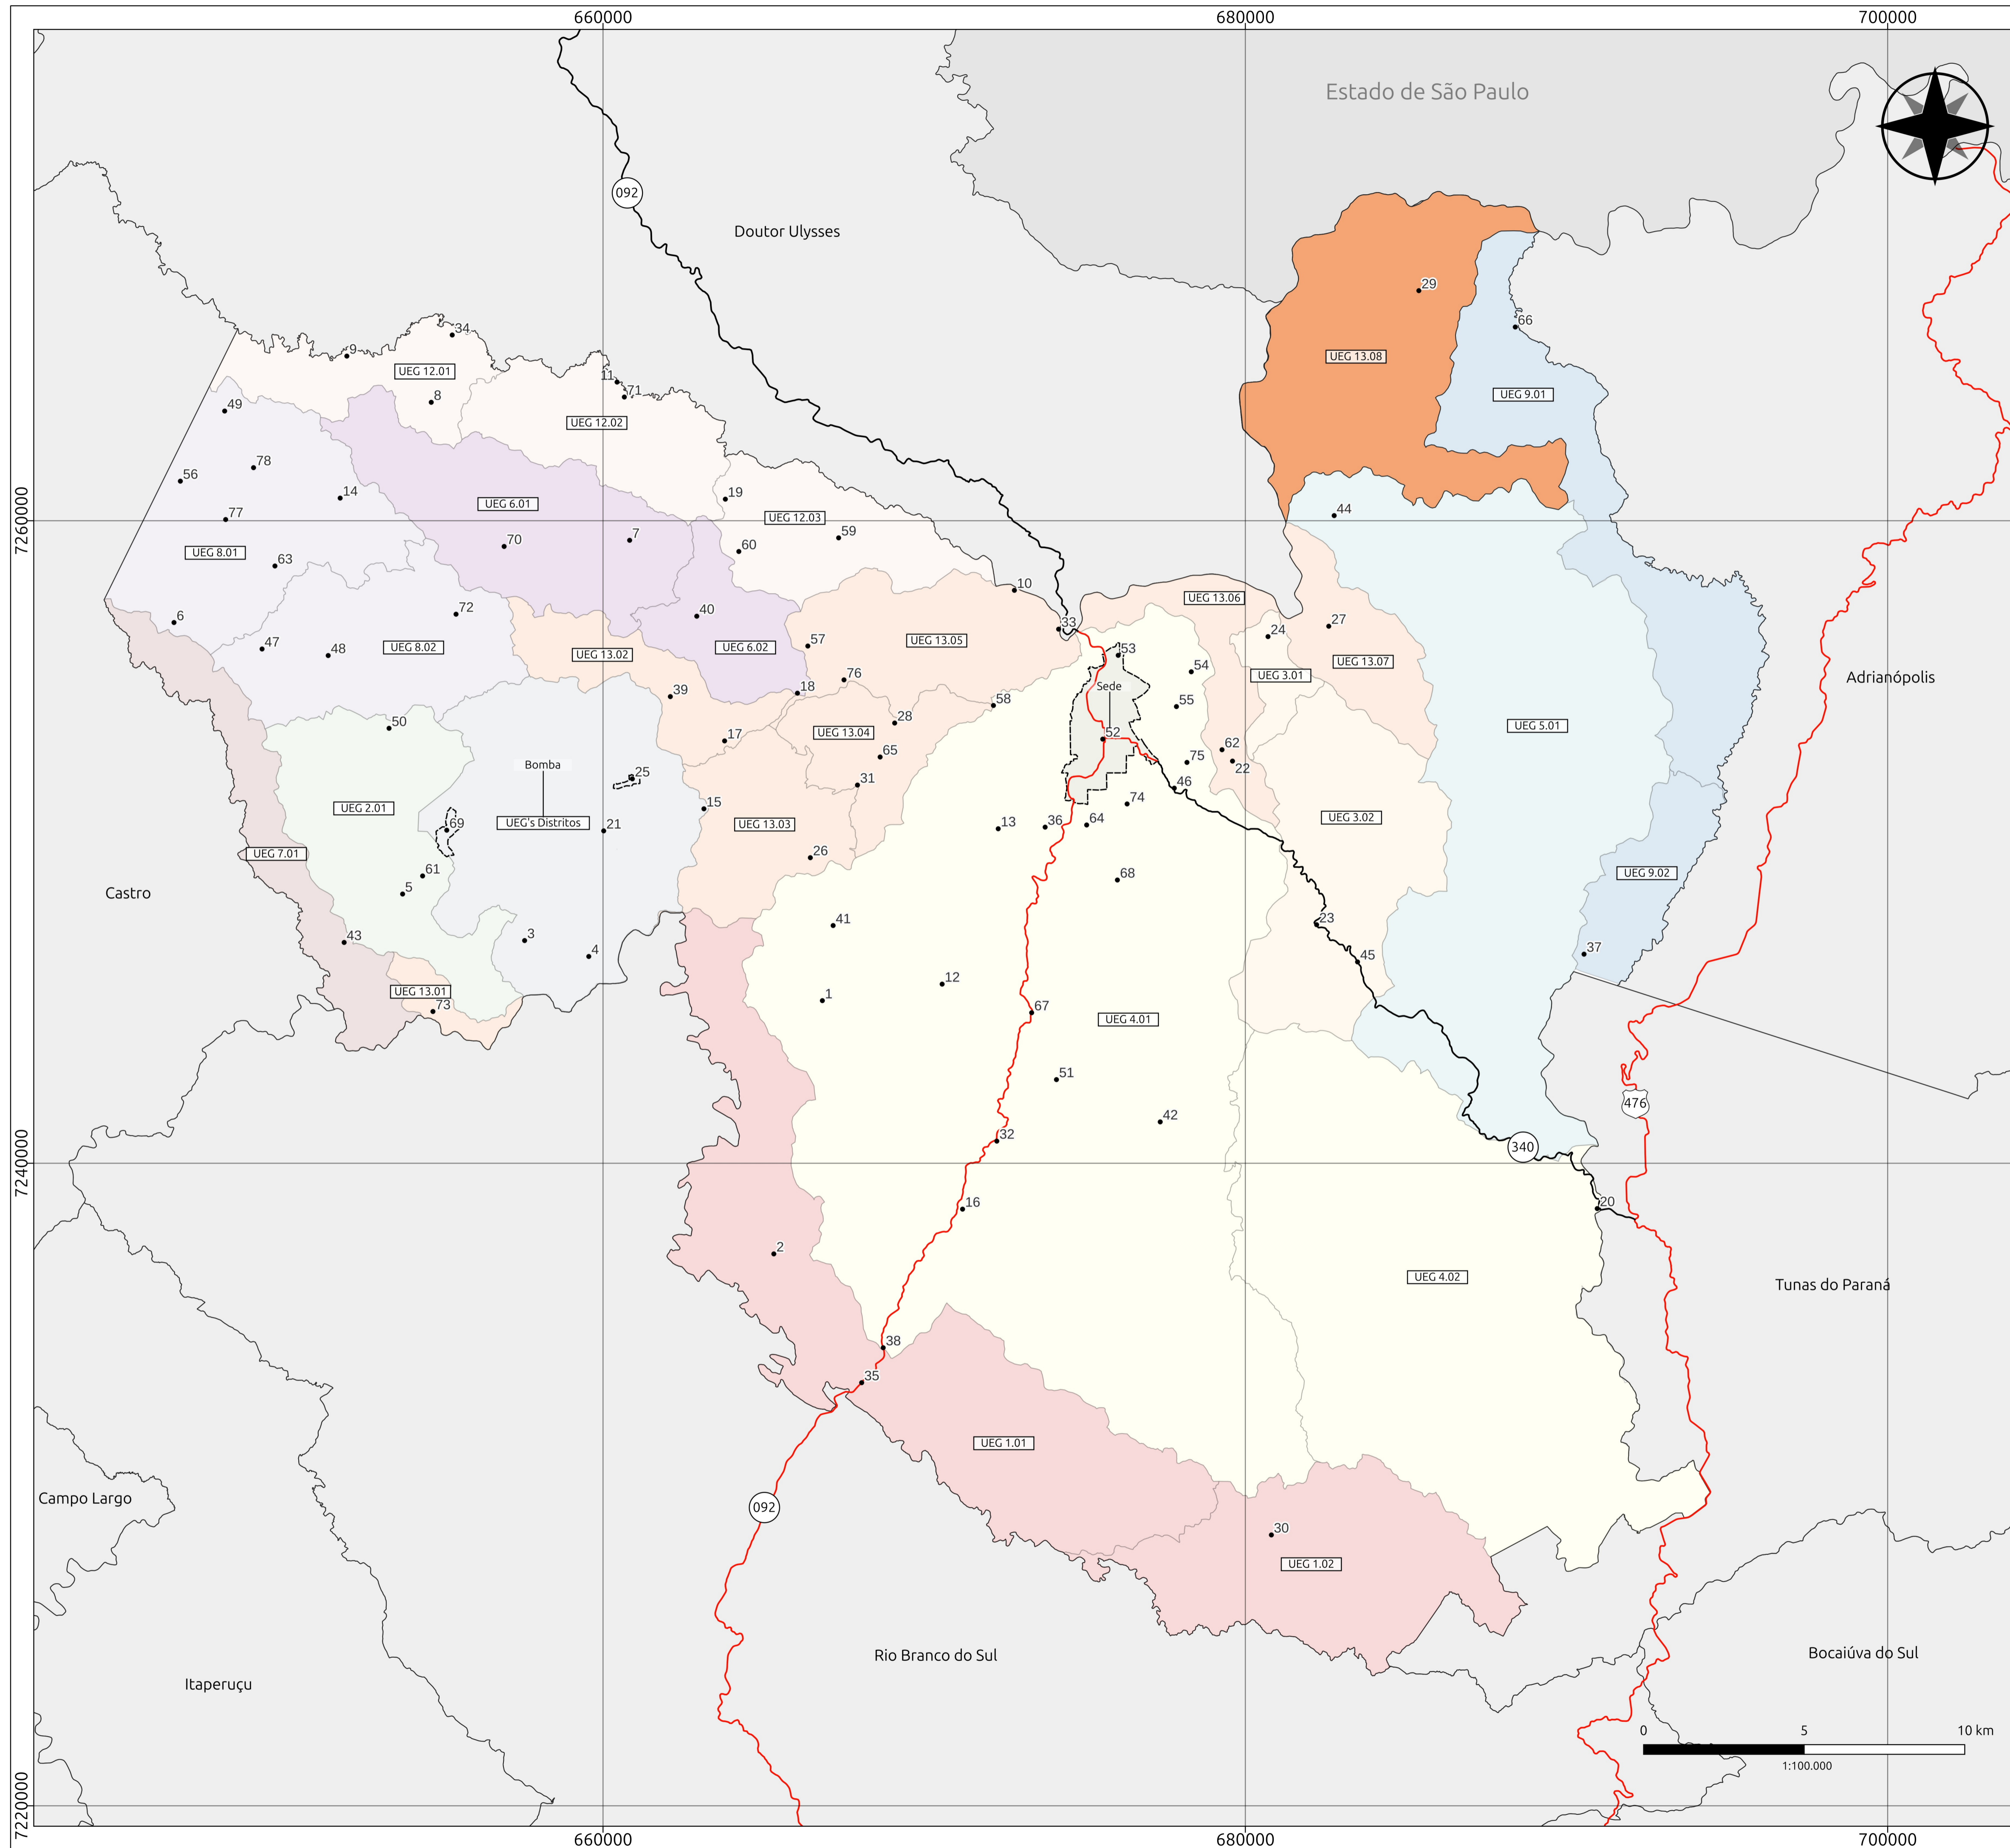 660000
680000
700000
Estado de São Paulo
092
Doutor Ulysses
29
66
34
9
UEG 13.08
UEG 12.01
11
71
8
UEG 9.01
49
UEG 12.02
78
56
14
19
UEG 6.01
44
77
UEG 12.03
7260000
7
59
70
60
UEG 8.01
63
10
UEG 13.06
72
40
6
33
27
24
57
UEG 13.05
47
48
UEG 8.02
UEG 13.02
UEG 6.02
53
UEG 13.07
54
76
UEG 3.01
Adrianópolis
Sede
39
18
58
55
50
28
UEG 5.01
17
UEG 13.04
52
62
65
75
22
Bomba
25
31
46
74
15
UEG 2.01
UEG 3.02
69
UEG's Distritos
21
UEG 13.03
13
36
64
UEG 7.01
26
61
68
UEG 9.02
5
Castro
41
23
3
43
4
37
45
12
UEG 13.01
1
73
67
UEG 4.01
51
476
42
32
340
7240000
16
20
2
UEG 4.02
Tunas do Paraná
38
35
UEG 1.01
Campo Largo
092
30
UEG 1.02
Rio Branco do Sul
Bocaiúva do Sul
Itaperuçu
0
5
10 km
1:100.000
7220000
660000
680000
700000